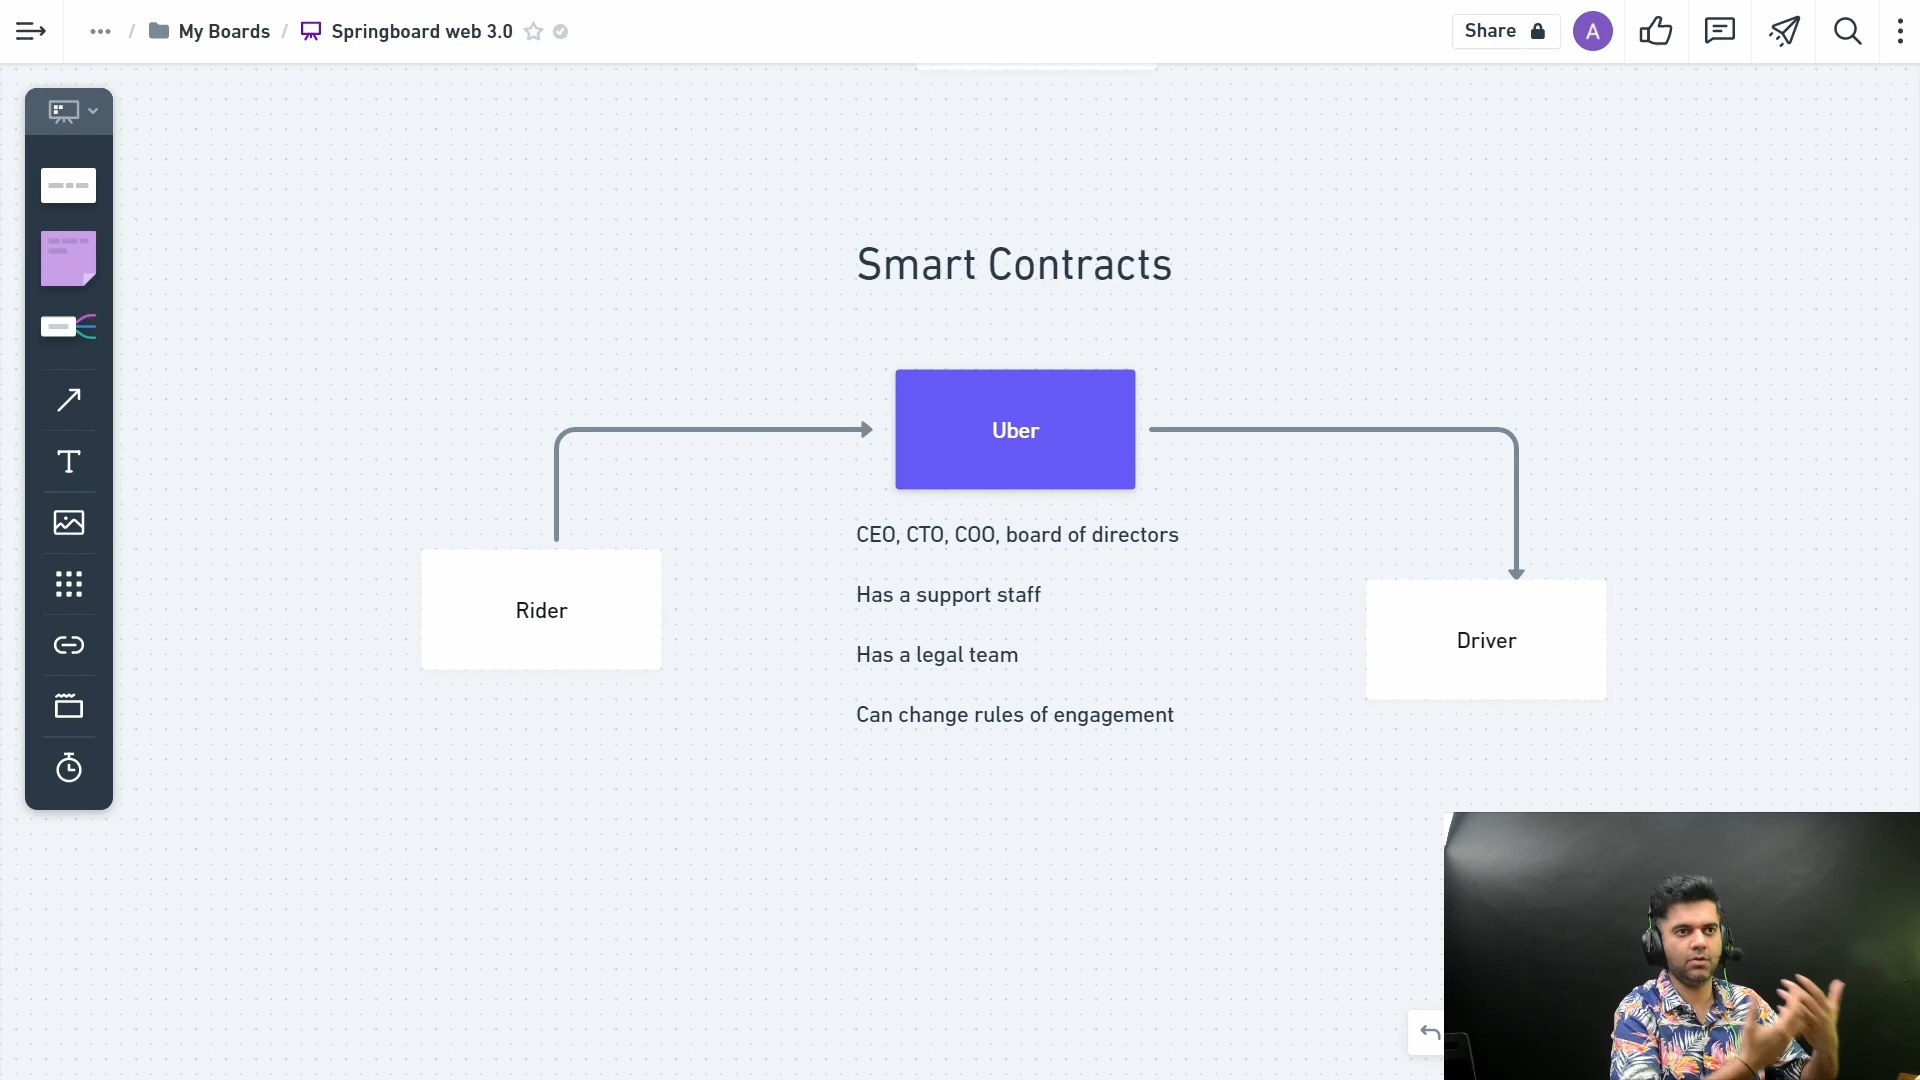 My Boards / Springboard web 3.0
Share
A
Smart Contracts
Uber
CEO, CTO, COO, board of directors
Has a support staff
Has a legal team
Can change rules of engagement
Rider
Driver